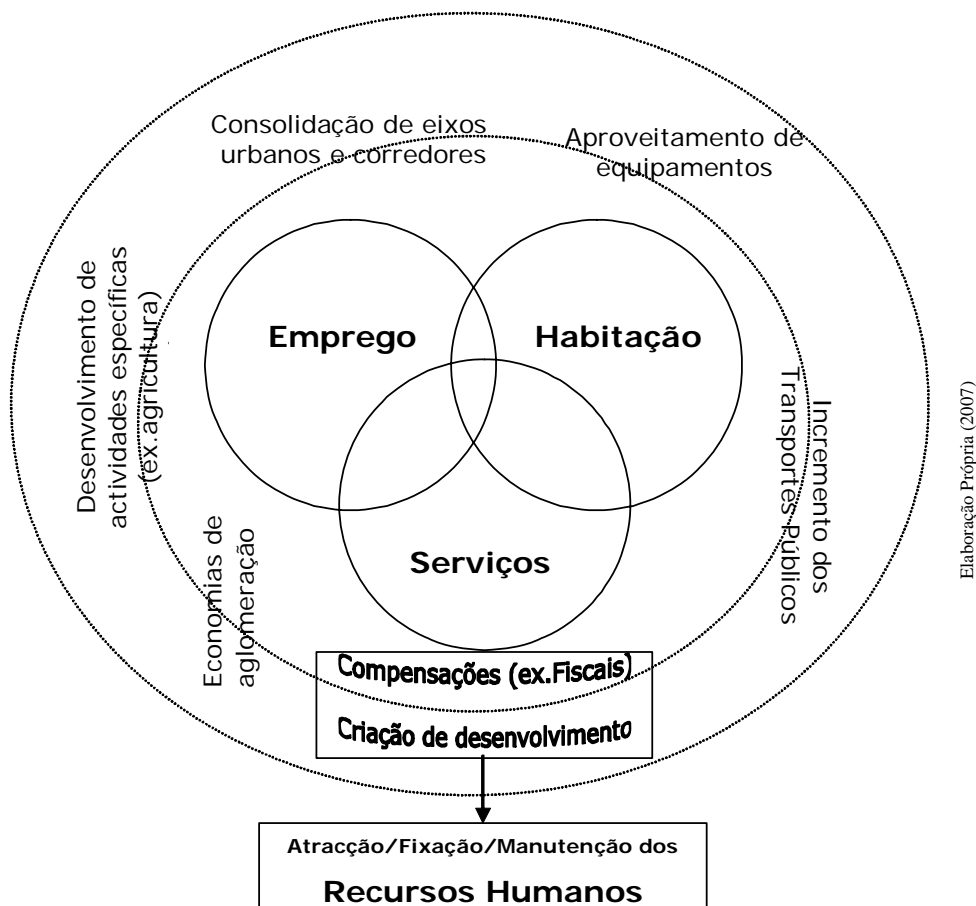 Consolidação de eixos
urbanos e corredores
Aproveitamento de
equipamentos
Desenvolvimento de
actividades específicas
(ex.agricultura)
Emprego
Habitação
Incremento dos
Transportes Públicos
Serviços
Economias de
aglomeração
Compensações (ex.Fiscais)
Criação de desenvolvimento
Atracção/Fixação/Manutenção dos
Recursos Humanos
Elaboração Própria (2007)